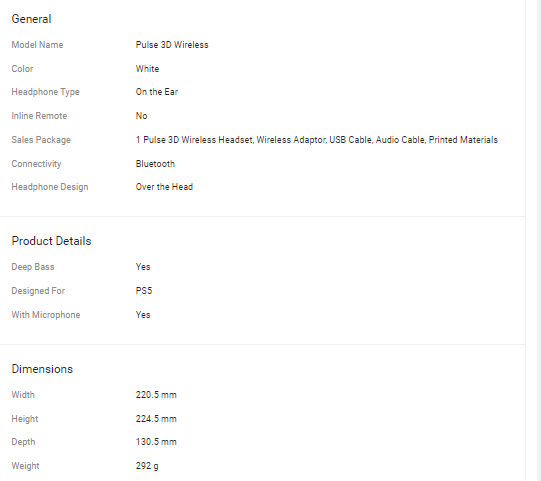 General
Model Name Pulse 3D Wireless
Color White
Headphone Type On the Ear
Inline Remote No
Sales Package 1 Pulse 3D Wireless Headset, Wireless Adaptor, USB Cable, Audio Cable, Printed Materials
Connectivity Bluetooth
Headphone Design Over the Head
Product Details
Deep Bass Yes
Designed For PS5
With Microphone Yes
Dimensions
Width 220.5 mm
Height 224.5 mm
Depth 130.5 mm
Weight 292 g